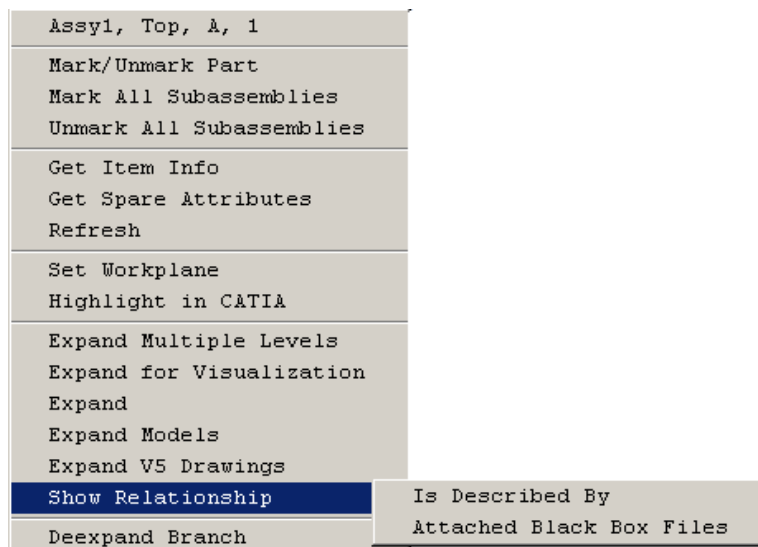 Assy1, Top, A, 1
Mark/Unmark Part
Mark All Subassemblies
Unmark All Subassemblies
Get Item Info
Get Spare Attributes
Refresh
Set Workplane
Highlight in CATIA
Expand Multiple Levels
Expand for Visualization
Expand
Expand Models
Expand V5 Drawings
Show Relationship
Is Described By
Attached Black Box Files
Deexpand Branch